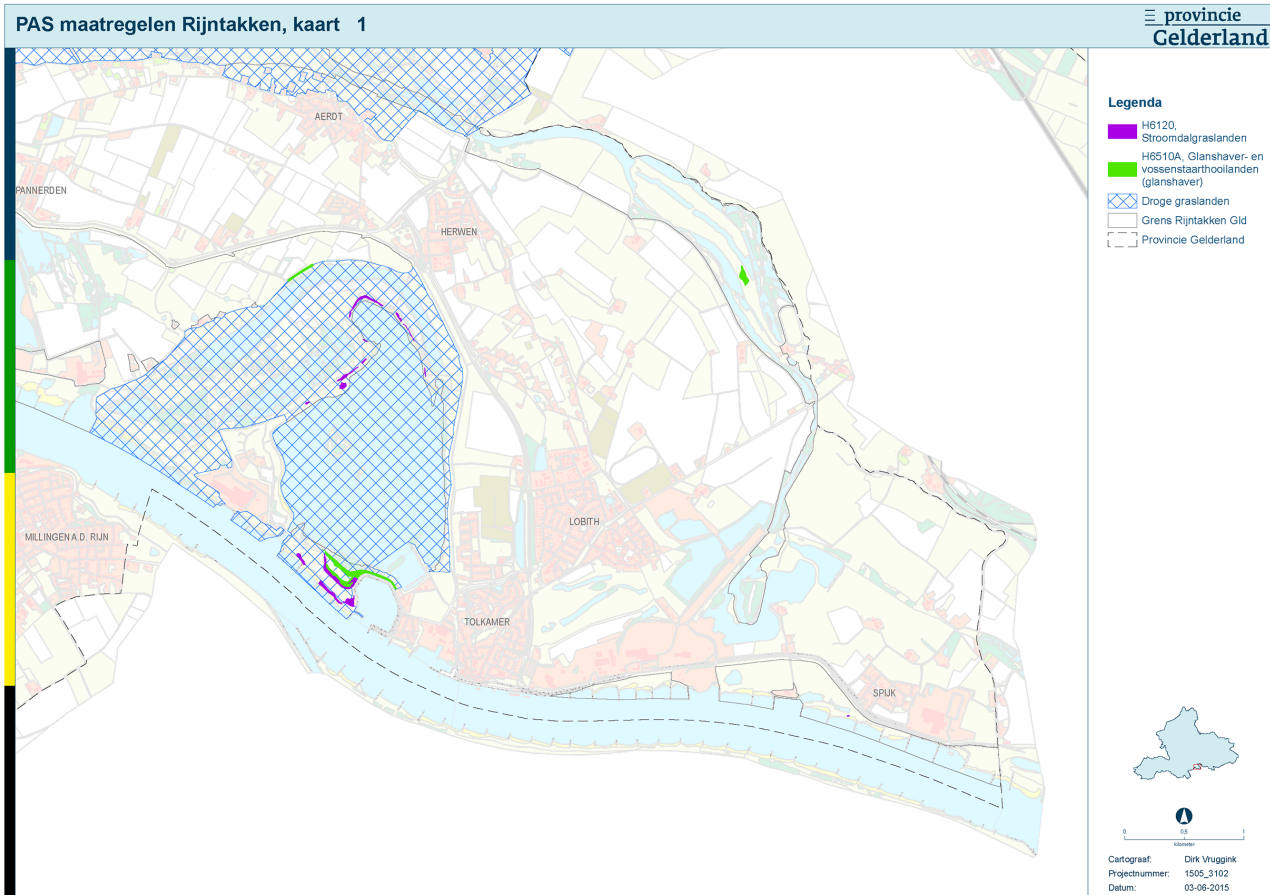 PAS maatregelen Rijntakken, kaart 1
provincie
Gelderland
AERDT
PANNERDEN
HERWEN
LOBITH
MILLINGEN A.D. RIJN
TOLKAMER
SPIJK
Legenda
H6120,
Stroomdalgraslanden
H6510A, Glanshaver- en
vossenstaarthooilanden
(glanshaver)
Droge graslanden
Grens Rijntakken Gld
Provincie Gelderland
0 0,5 1
kilometer
Cartograaf: Dirk Vruggink
Projectnummer: 1505_3102
Datum: 03-06-2015